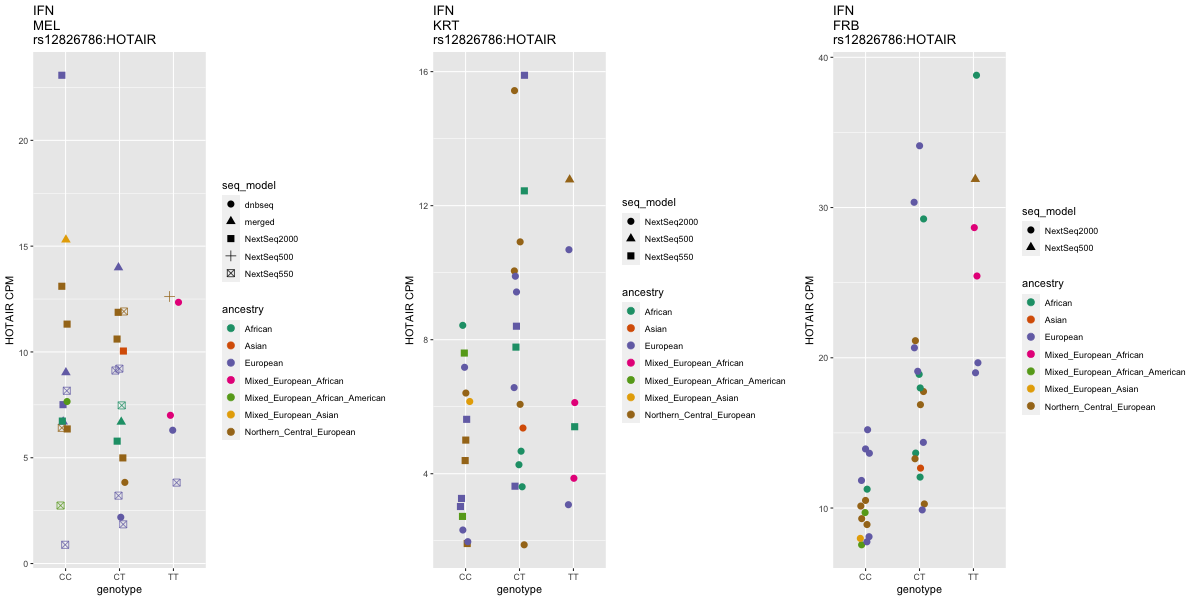 IFN
MEL
rs12826786:HOTAIR
HOTAIR CPM
20
15
10
5
0
CC
CT
TT
genotype
seq_model
dnbseq
merged
NextSeq2000
NextSeq500
NextSeq550
ancestry
African
Asian
European
Mixed_European_African
Mixed_European_African_American
Mixed_European_Asian
Northern_Central_European
IFN
KRT
rs12826786:HOTAIR
HOTAIR CPM
16
12
8
4
CC
CT
TT
genotype
seq_model
NextSeq2000
NextSeq500
NextSeq550
ancestry
African
Asian
European
Mixed_European_African
Mixed_European_African_American
Mixed_European_Asian
Northern_Central_European
IFN
FRB
rs12826786:HOTAIR
HOTAIR CPM
40
30
20
10
CC
CT
TT
genotype
seq_model
NextSeq2000
NextSeq500
ancestry
African
Asian
European
Mixed_European_African
Mixed_European_African_American
Mixed_European_Asian
Northern_Central_European